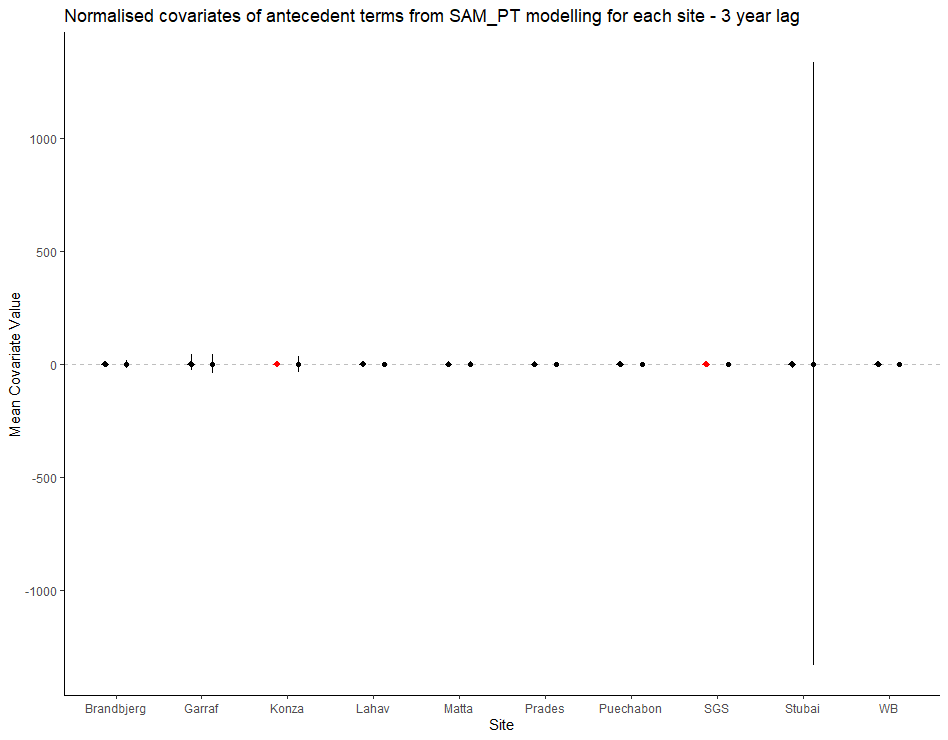 Normalised covariates of antecedent terms from SAM_PT modelling for each site - 3 year lag
Mean Covariate Value
1000
500
0
-500
-1000
Brandbjerg Garraf Konza Lahav Matta Prades Puechabon SGS Stubai WB
Site